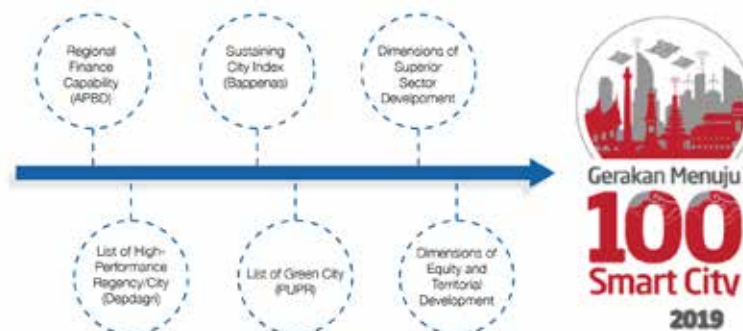 Regional
Finance
Capability
(APBD)
Sustaining
City Index
(Bappenas)
Dimensions of
Superior
Sector
Development
List of High-
Performance
Regency/City
(Depdagri)
List of Green City
(PUPR)
Dimensions of
Equity and
Territorial
Development
Gerakan Menuju
100
Smart City
2019